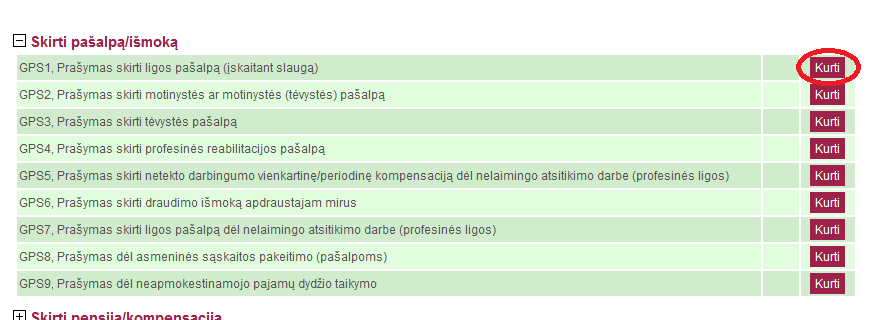 Skirti pašalpą/išmoką
GPS1, Prašymas skirti ligos pašalpą (įskaitant slaugą) Kurti
GPS2, Prašymas skirti motinystės ar motinystės (tėvystės) pašalpą Kurti
GPS3, Prašymas skirti tėvystės pašalpą Kurti
GPS4, Prašymas skirti profesinės reabilitacijos pašalpą Kurti
GPS5, Prašymas skirti netekto darbingumo vienkartinę/periodinę kompensaciją dėl nelaimingo atsitikimo darbe (profesinės ligos) Kurti
GPS6, Prašymas skirti draudimo išmoką apdraustajam mirus Kurti
GPS7, Prašymas skirti ligos pašalpą dėl nelaimingo atsitikimo darbe (profesinės ligos) Kurti
GPS8, Prašymas dėl asmeninės sąskaitos pakeitimo (pašalpoms) Kurti
GPS9, Prašymas dėl neapmokestinamojo pajamų dydžio taikymo Kurti
Skirti pensiją/kompensaciją